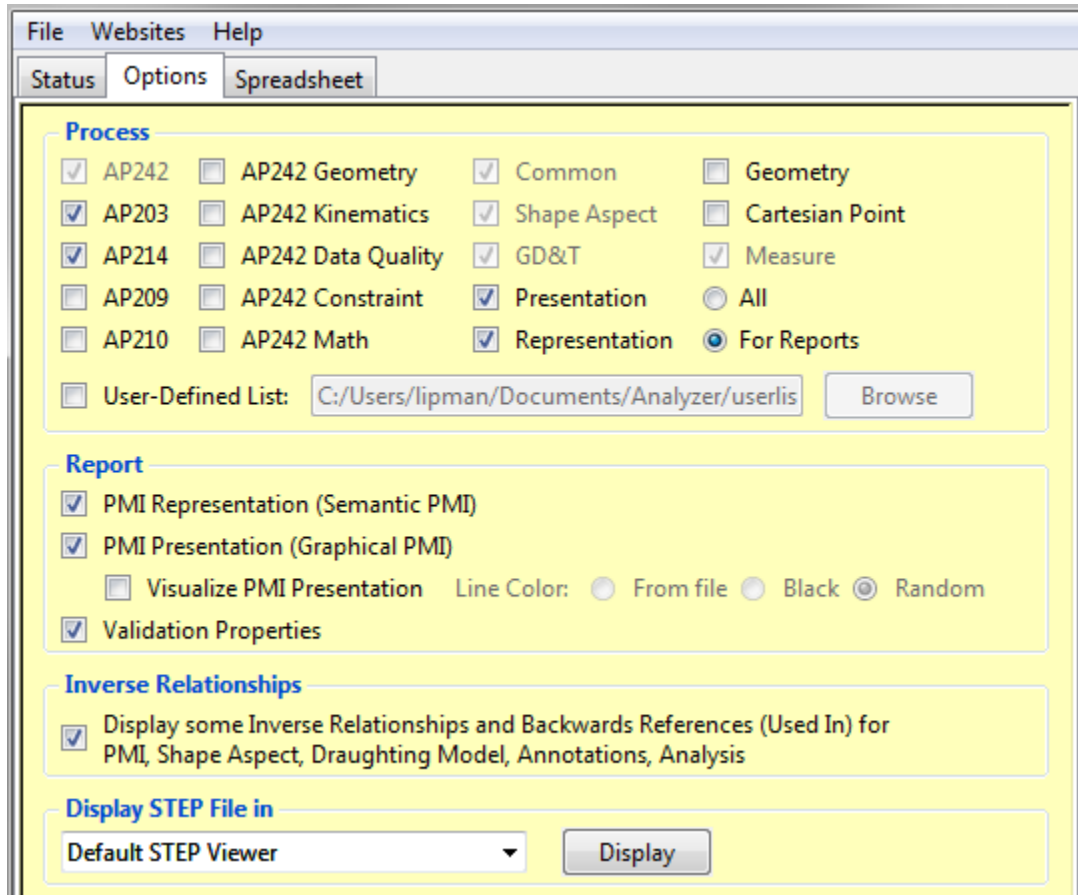 File Websites Help
Status Options Spreadsheet
Process
AP242 AP242 Geometry Common Geometry
AP203 AP242 Kinematics Shape Aspect Cartesian Point
AP214 AP242 Data Quality GD&T Measure
AP209 AP242 Constraint Presentation All
AP210 AP242 Math Representation For Reports
User-Defined List: C:/Users/lipman/Documents/Analyzer/userlis Browse
Report
PMI Representation (Semantic PMI)
PMI Presentation (Graphical PMI)
Visualize PMI Presentation Line Color: From file Black Random
Validation Properties
Inverse Relationships
Display some Inverse Relationships and Backwards References (Used In) for
PMI, Shape Aspect, Draughting Model, Annotations, Analysis
Display STEP File in
Default STEP Viewer Display